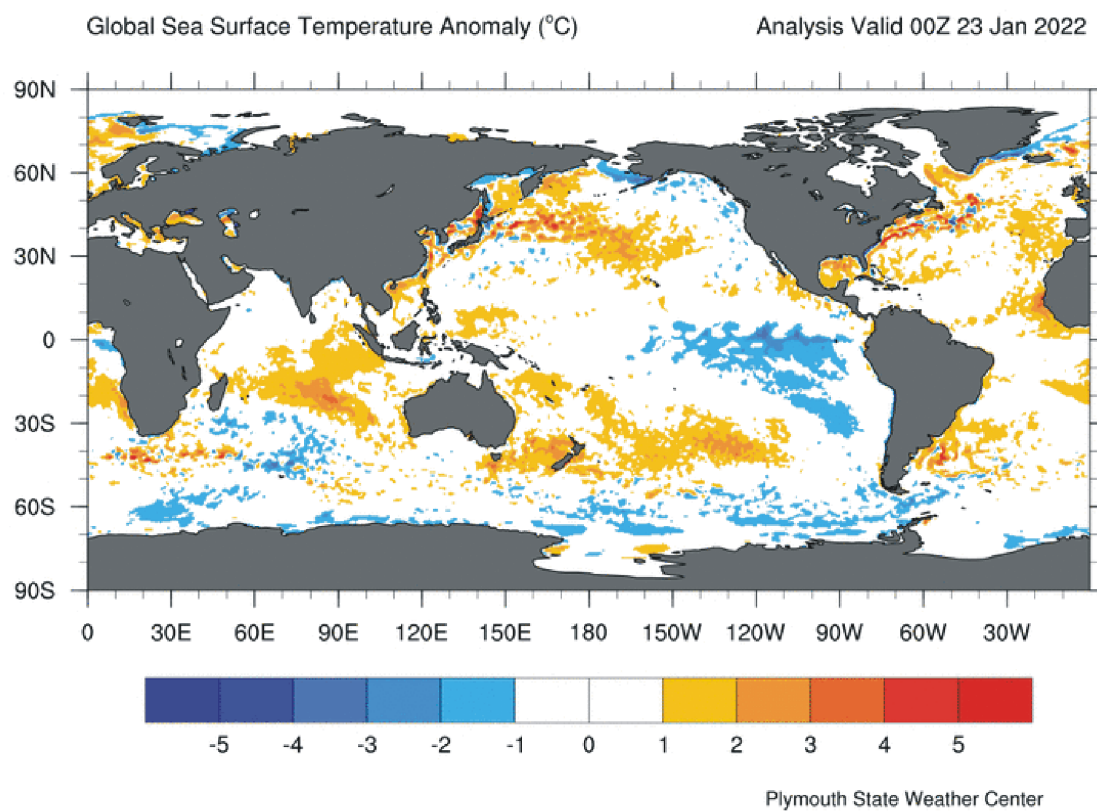 Global Sea Surface Temperature Anomaly (°C) Analysis Valid 00Z 23 Jan 2022
90N
60N
30N
0
30S
60S
90S
0 30E 60E 90E 120E 150E 180 150W 120W 90W 60W 30W
-5 -4 -3 -2 -1 0 1 2 3 4 5
Plymouth State Weather Center